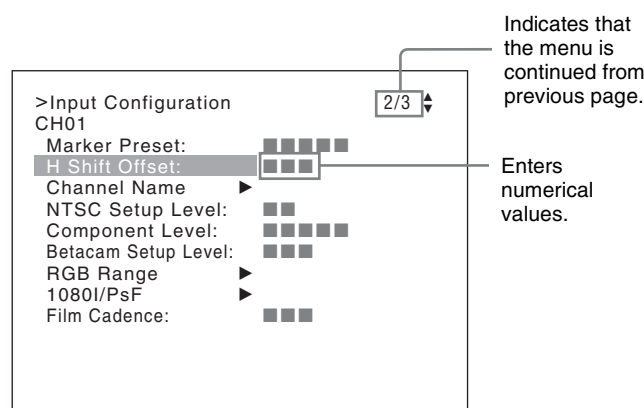 Indicates that
the menu is
continued from
previous page.
>Input Configuration 2/3
CH01
Marker Preset: ■■■■■
H Shift Offset: ■■■
Channel Name ▶
NTSC Setup Level: ■■
Component Level: ■■■■■
Betacam Setup Level: ■■■
RGB Range ▶
1080I/PsF ▶
Film Cadence: ■■■
Enters
numerical
values.